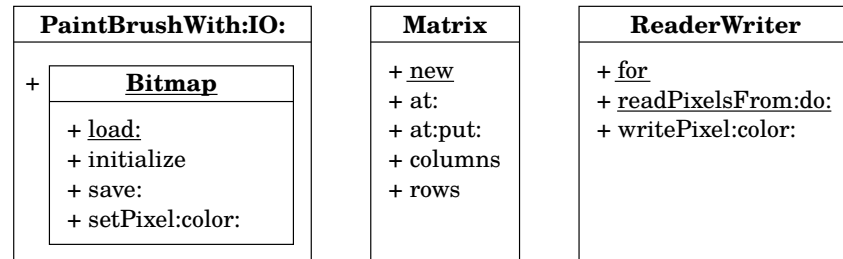 PaintBrushWith:IO:
+ Bitmap
+ load:
+ initialize
+ save:
+ setPixel:color:
Matrix
+ new
+ at:
+ at:put:
+ columns
+ rows
ReaderWriter
+ for
+ readPixelsFrom:do:
+ writePixel:color: